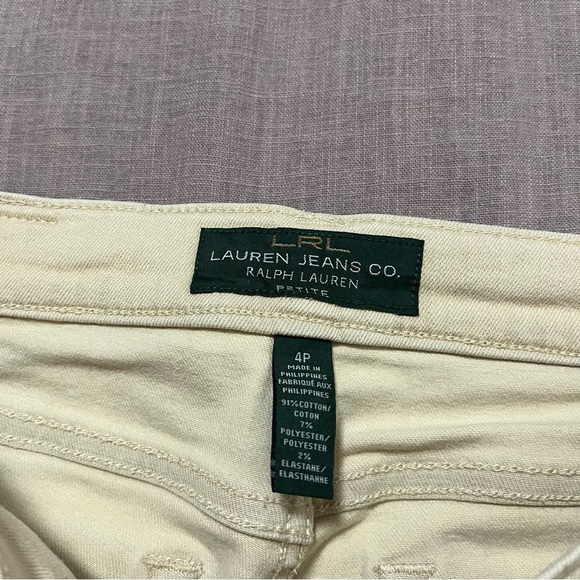 LRL
LAUREN JEANS CO.
RALPH LAUREN
PETITE
4P
MADE IN
PHILIPPINES
FABRIQUÉ AUX
PHILIPPINES
91% COTTON/
COTON
7%
POLYESTER/
POLYESTER
2%
ELASTANE/
ELASTHANNE